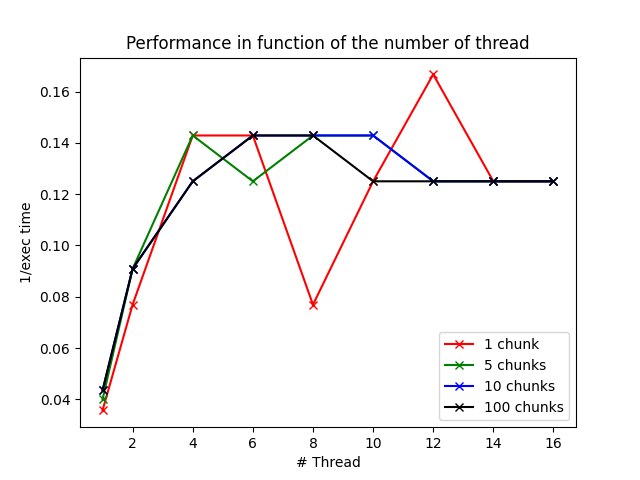 Performance in function of the number of thread
0.16
0.14
0.12
0.10
0.08
0.06
0.04
1/exec time
1 chunk
5 chunks
10 chunks
100 chunks
2 4 6 8 10 12 14 16
# Thread